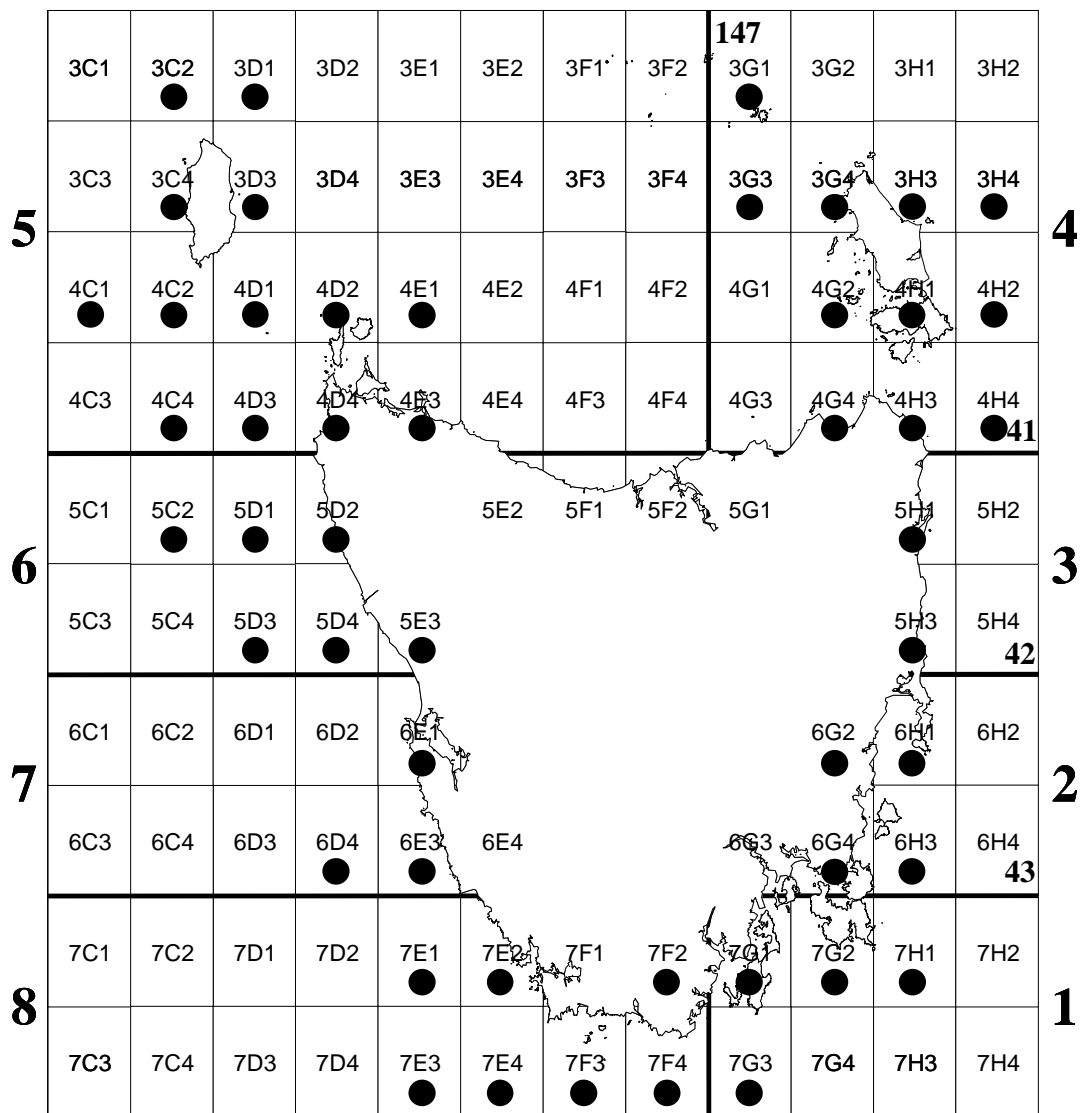 147
3C1 3C2 3D1 3D2 3E1 3E2 3F1 3F2 3G1 3G2 3H1 3H2
3C3 3C4 3D3 3D4 3E3 3E4 3F3 3F4 3G3 3G4 3H3 3H4
5 4
4C1 4C2 4D1 4D2 4E1 4E2 4F1 4F2 4G1 4G2 4H1 4H2
4C3 4C4 4D3 4D4 4E3 4E4 4F3 4F4 4G3 4G4 4H3 4H4
41
5C1 5C2 5D1 5D2 5E2 5F1 5F2 5G1 5H1 5H2
6 3
5C3 5C4 5D3 5D4 5E3 5H3 5H4
42
6C1 6C2 6D1 6D2 6E1 6G2 6H1 6H2
7 2
6C3 6C4 6D3 6D4 6E3 6E4 6G3 6G4 6H3 6H4
43
7C1 7C2 7D1 7D2 7E1 7E2 7F1 7F2 7G1 7G2 7H1 7H2
8 1
7C3 7C4 7D3 7D4 7E3 7E4 7F3 7F4 7G3 7G4 7H3 7H4